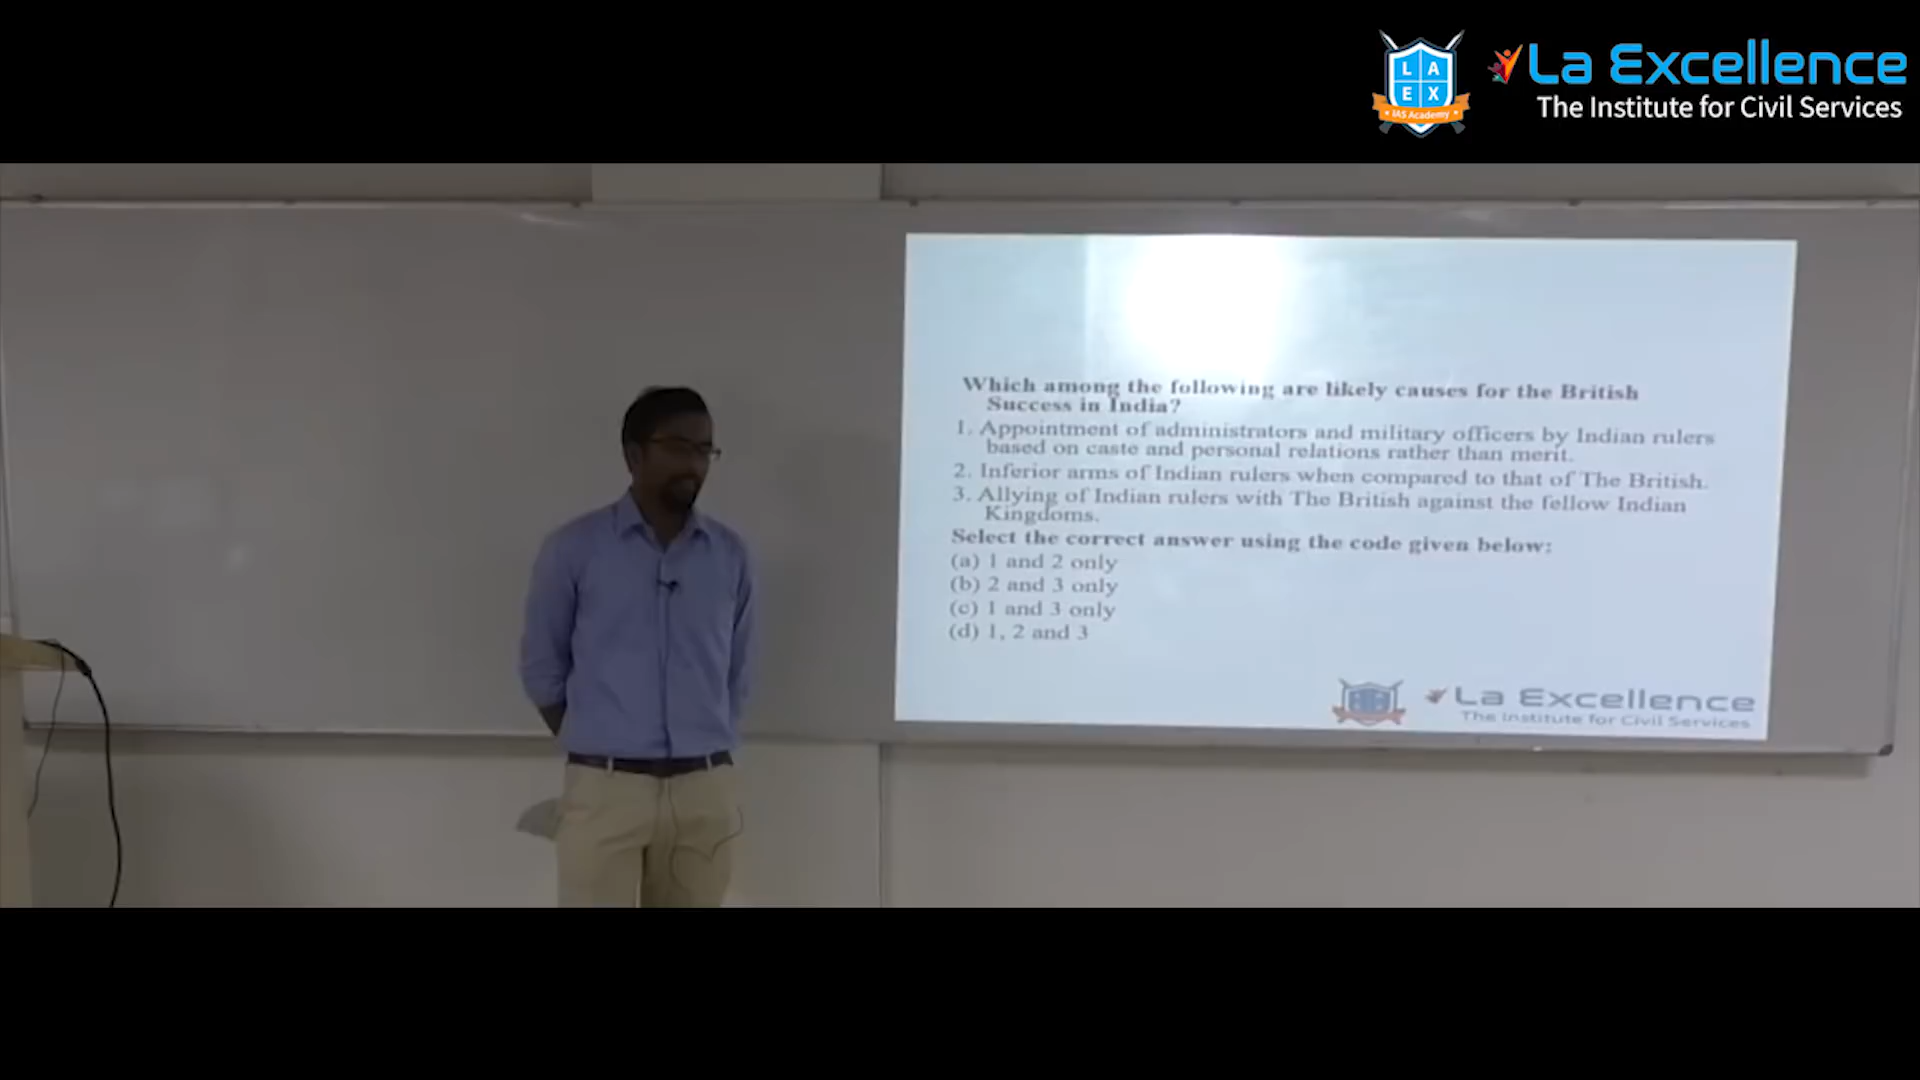 LA
EX
IAS Academy
La Excellence
The Institute for Civil Services
Which among the following are likely causes for the British
Success in India?
1. Appointment of administrators and military officers by Indian rulers
based on caste and personal relations rather than merit.
2. Inferior arms of Indian rulers when compared to that of The British.
3. Allying of Indian rulers with The British against the fellow Indian
Kingdoms.
Select the correct answer using the code given below:
(a) 1 and 2 only
(b) 2 and 3 only
(c) 1 and 3 only
(d) 1, 2 and 3
La Excellence
The Institute for Civil Services